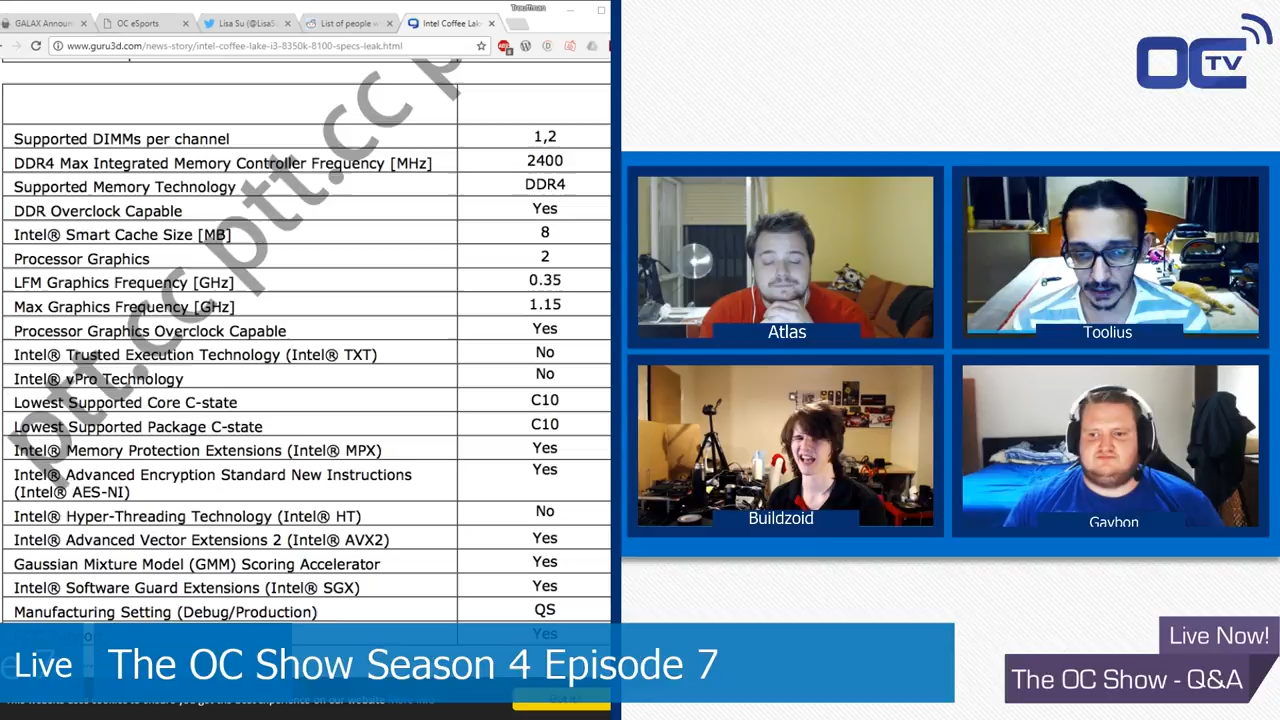 Trouffman
GALAX Announ
OC eSports
Lisa Su (@LisaS
List of people w
Intel Coffee Lak
www.guru3d.com/news-story/intel-coffee-lake-i3-8350k-8100-specs-leak.html
Supported DIMMs per channel 1,2
DDR4 Max Integrated Memory Controller Frequency [MHz] 2400
Supported Memory Technology DDR4
DDR Overclock Capable Yes
Intel® Smart Cache Size [MB] 8
Processor Graphics 2
LFM Graphics Frequency [GHz] 0.35
Max Graphics Frequency [GHz] 1.15
Processor Graphics Overclock Capable Yes
Intel® Trusted Execution Technology (Intel® TXT) No
Intel® vPro Technology No
Lowest Supported Core C-state C10
Lowest Supported Package C-state C10
Intel® Memory Protection Extensions (Intel® MPX) Yes
Intel® Advanced Encryption Standard New Instructions
(Intel® AES-NI) Yes
Intel® Hyper-Threading Technology (Intel® HT) No
Intel® Advanced Vector Extensions 2 (Intel® AVX2) Yes
Gaussian Mixture Model (GMM) Scoring Accelerator Yes
Intel® Software Guard Extensions (Intel® SGX) Yes
Manufacturing Setting (Debug/Production) QS
Yes
ptt.cc ptt.cc p
OC TV
Atlas
Toolius
Buildzoid
Gavbon
Live The OC Show Season 4 Episode 7
Live Now!
The OC Show - Q&A